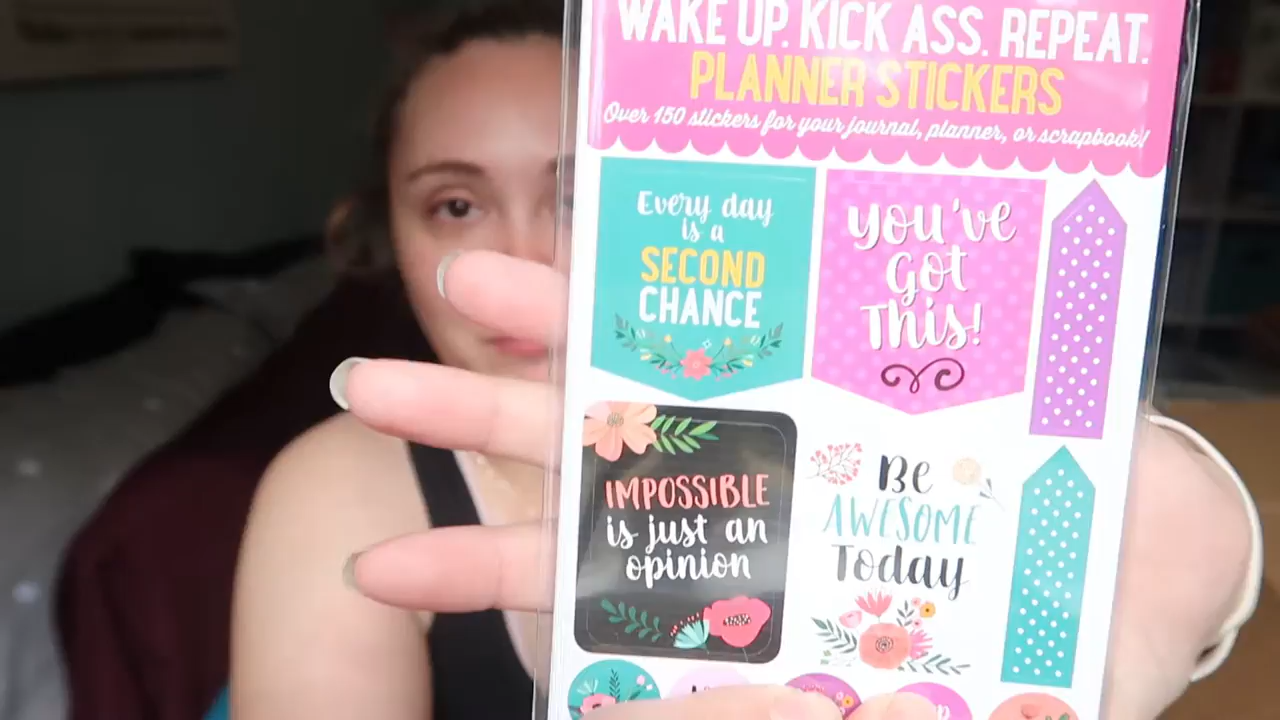 WAKE UP. KICK ASS. REPEAT.
PLANNER STICKERS
Over 150 stickers for your journal, planner, or scrapbook!
Every day
is a
SECOND
CHANCE
You've
Got
This!
IMPOSSIBLE
is just an
opinion
Be
AWESOME
Today